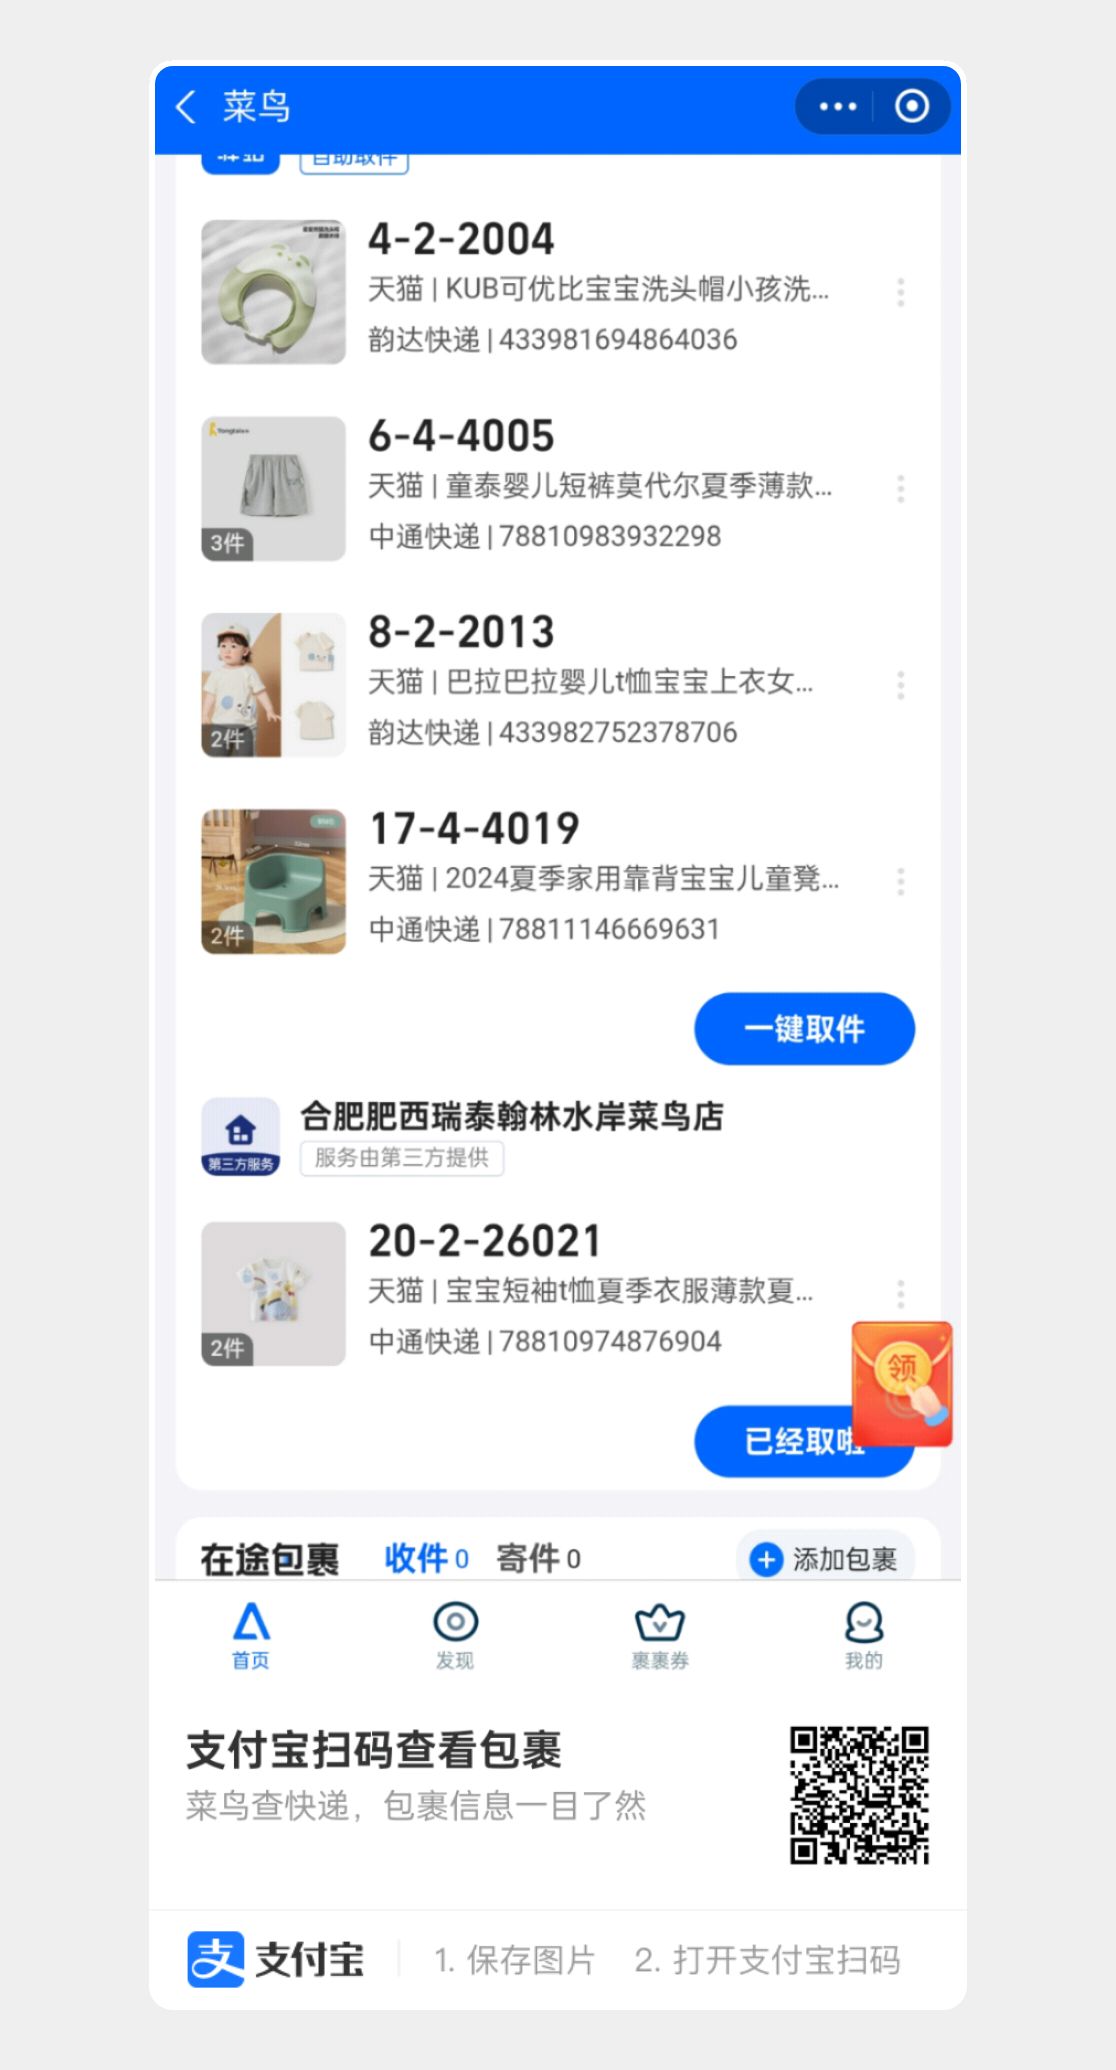 菜鸟
自助取件
4-2-2004
天猫 | KUB可优比宝宝洗头帽小孩洗...
韵达快递 | 433981694864036
6-4-4005
天猫 | 童泰婴儿短裤莫代尔夏季薄款...
中通快递 | 78810983932298
3件
8-2-2013
天猫 | 巴拉巴拉婴儿t恤宝宝上衣女...
韵达快递 | 433982752378706
2件
17-4-4019
天猫 | 2024夏季家用靠背宝宝儿童凳...
中通快递 | 78811146669631
2件
一键取件
合肥肥西瑞泰翰林水岸菜鸟店
第三方服务
服务由第三方提供
20-2-26021
天猫 | 宝宝短袖t恤夏季衣服薄款夏...
中通快递 | 78810974876904
2件
领
已经取啦
在途包裹 收件 0 寄件 0 添加包裹
首页 发现 裹裹券 我的
支付宝扫码查看包裹
菜鸟查快递，包裹信息一目了然
支 支付宝 1. 保存图片 2. 打开支付宝扫码